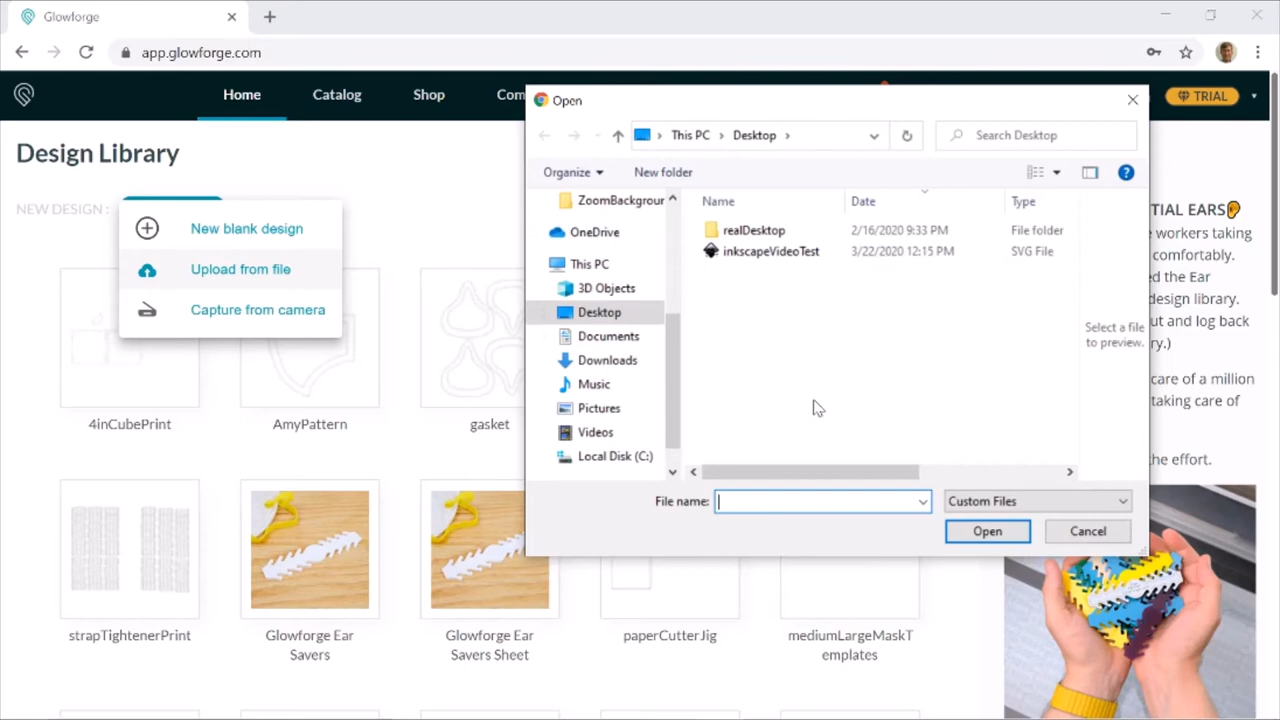 Glowforge
app.glowforge.com
Home
Catalog
Shop
Com
TRIAL
Design Library
NEW DESIGN :
New blank design
Upload from file
Capture from camera
4inCubePrint
AmyPattern
gasket
strapTightenerPrint
Glowforge Ear
Savers
Glowforge Ear
Savers Sheet
paperCutterJig
mediumLargeMaskT
emplates
Open
This PC
Desktop
Search Desktop
Organize
New folder
ZoomBackgrour
OneDrive
This PC
3D Objects
Desktop
Documents
Downloads
Music
Pictures
Videos
Local Disk (C:)
Name
Date
Type
realDesktop
2/16/2020 9:33 PM
File folder
inkscapeVideoTest
3/22/2020 12:15 PM
SVG File
Select a file
to preview.
File name:
Custom Files
Open
Cancel
TIAL EARS👂
e workers taking
comfortably.
ed the Ear
design library.
ut and log back
ry.)
care of a million
taking care of
the effort.